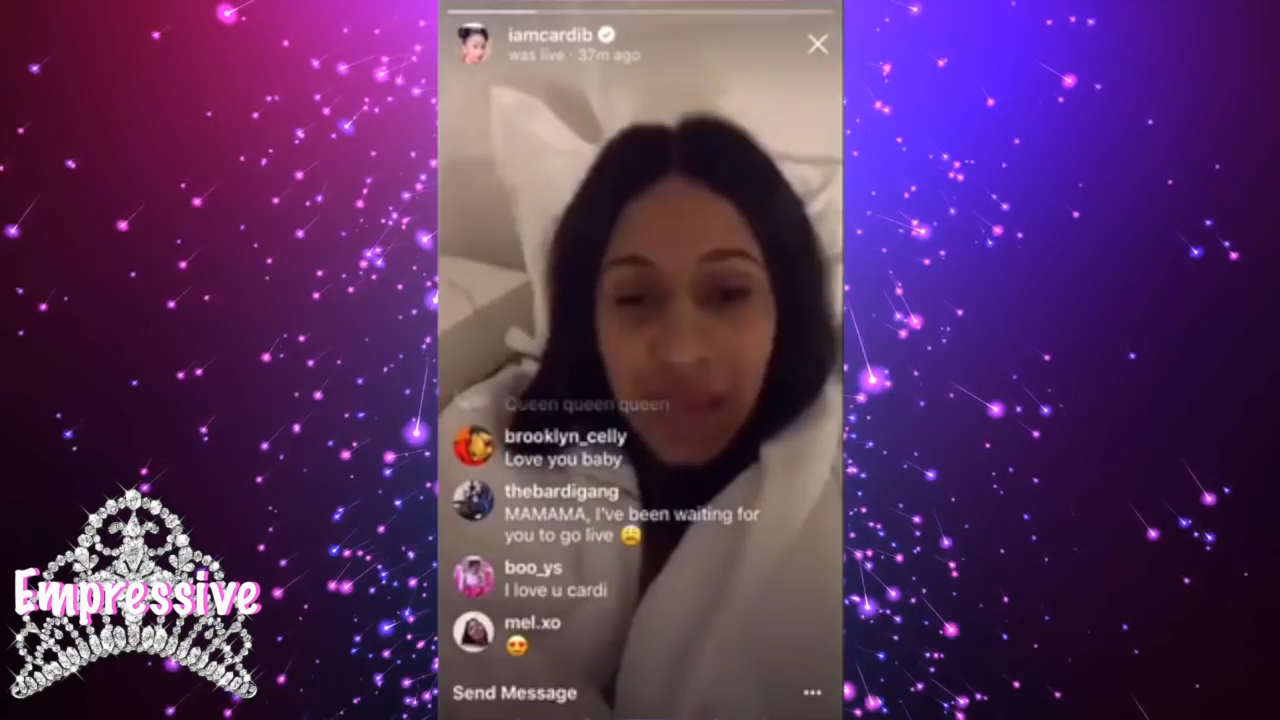 iamcardib
was live · 37m ago
Queen queen queen
brooklyn_celly
Love you baby
thebardigang
MAMAMA, I've been waiting for
you to go live 😩
boo_ys
I love u cardi
mel.xo
😍
Send Message
Empressive